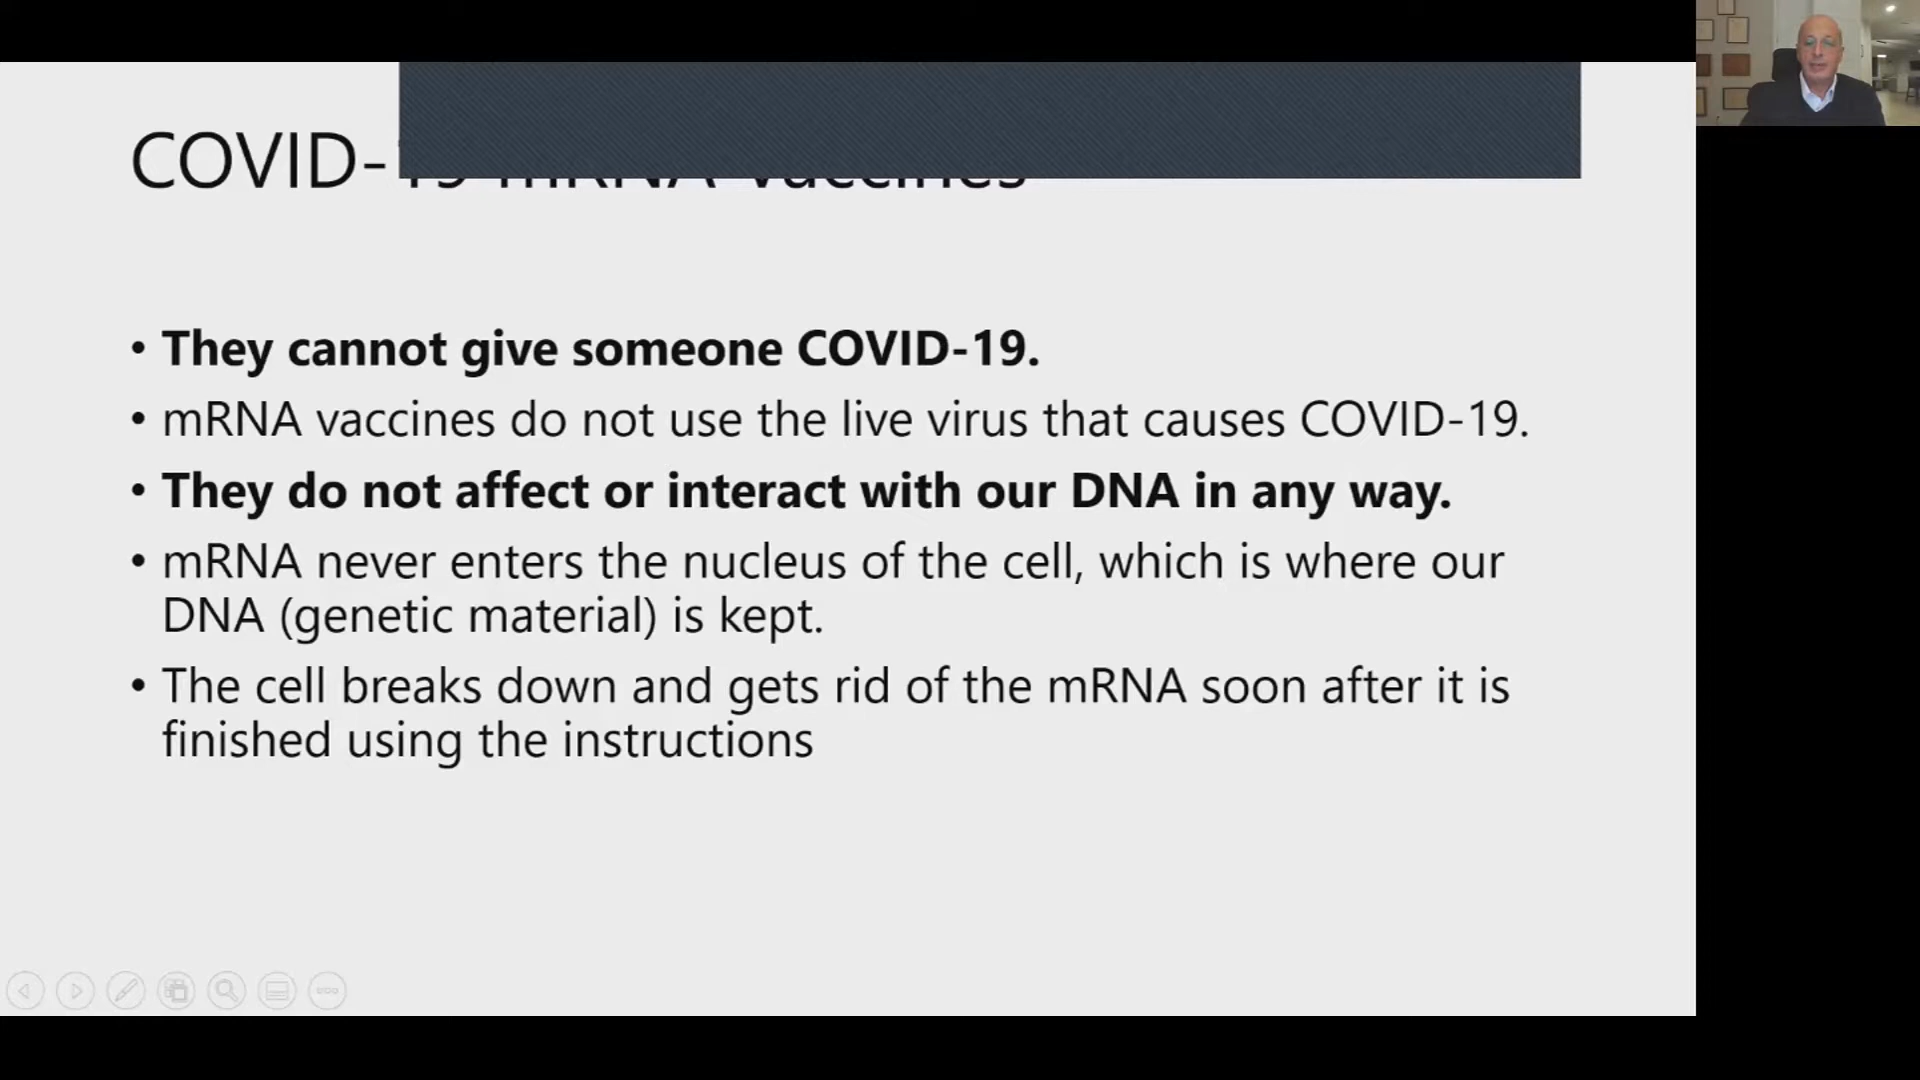 COVID-19 mRNA Vaccines
• They cannot give someone COVID-19.
• mRNA vaccines do not use the live virus that causes COVID-19.
• They do not affect or interact with our DNA in any way.
• mRNA never enters the nucleus of the cell, which is where our
DNA (genetic material) is kept.
• The cell breaks down and gets rid of the mRNA soon after it is
finished using the instructions